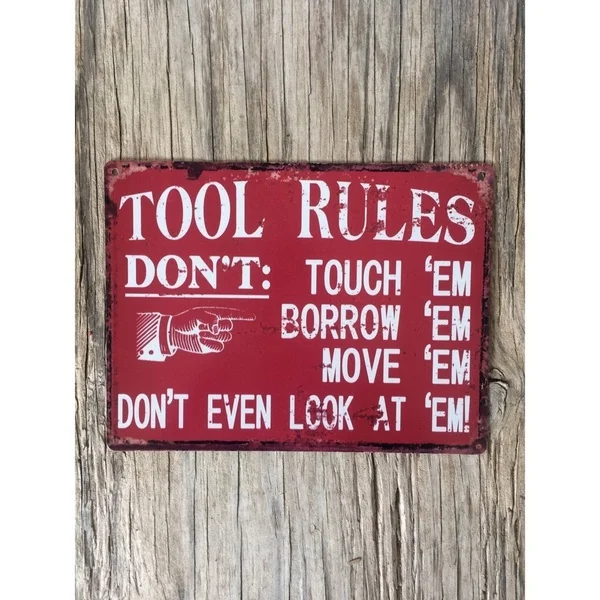 TOOL RULES
DON'T: TOUCH 'EM
BORROW 'EM
MOVE 'EM
DON'T EVEN LOOK AT 'EM!